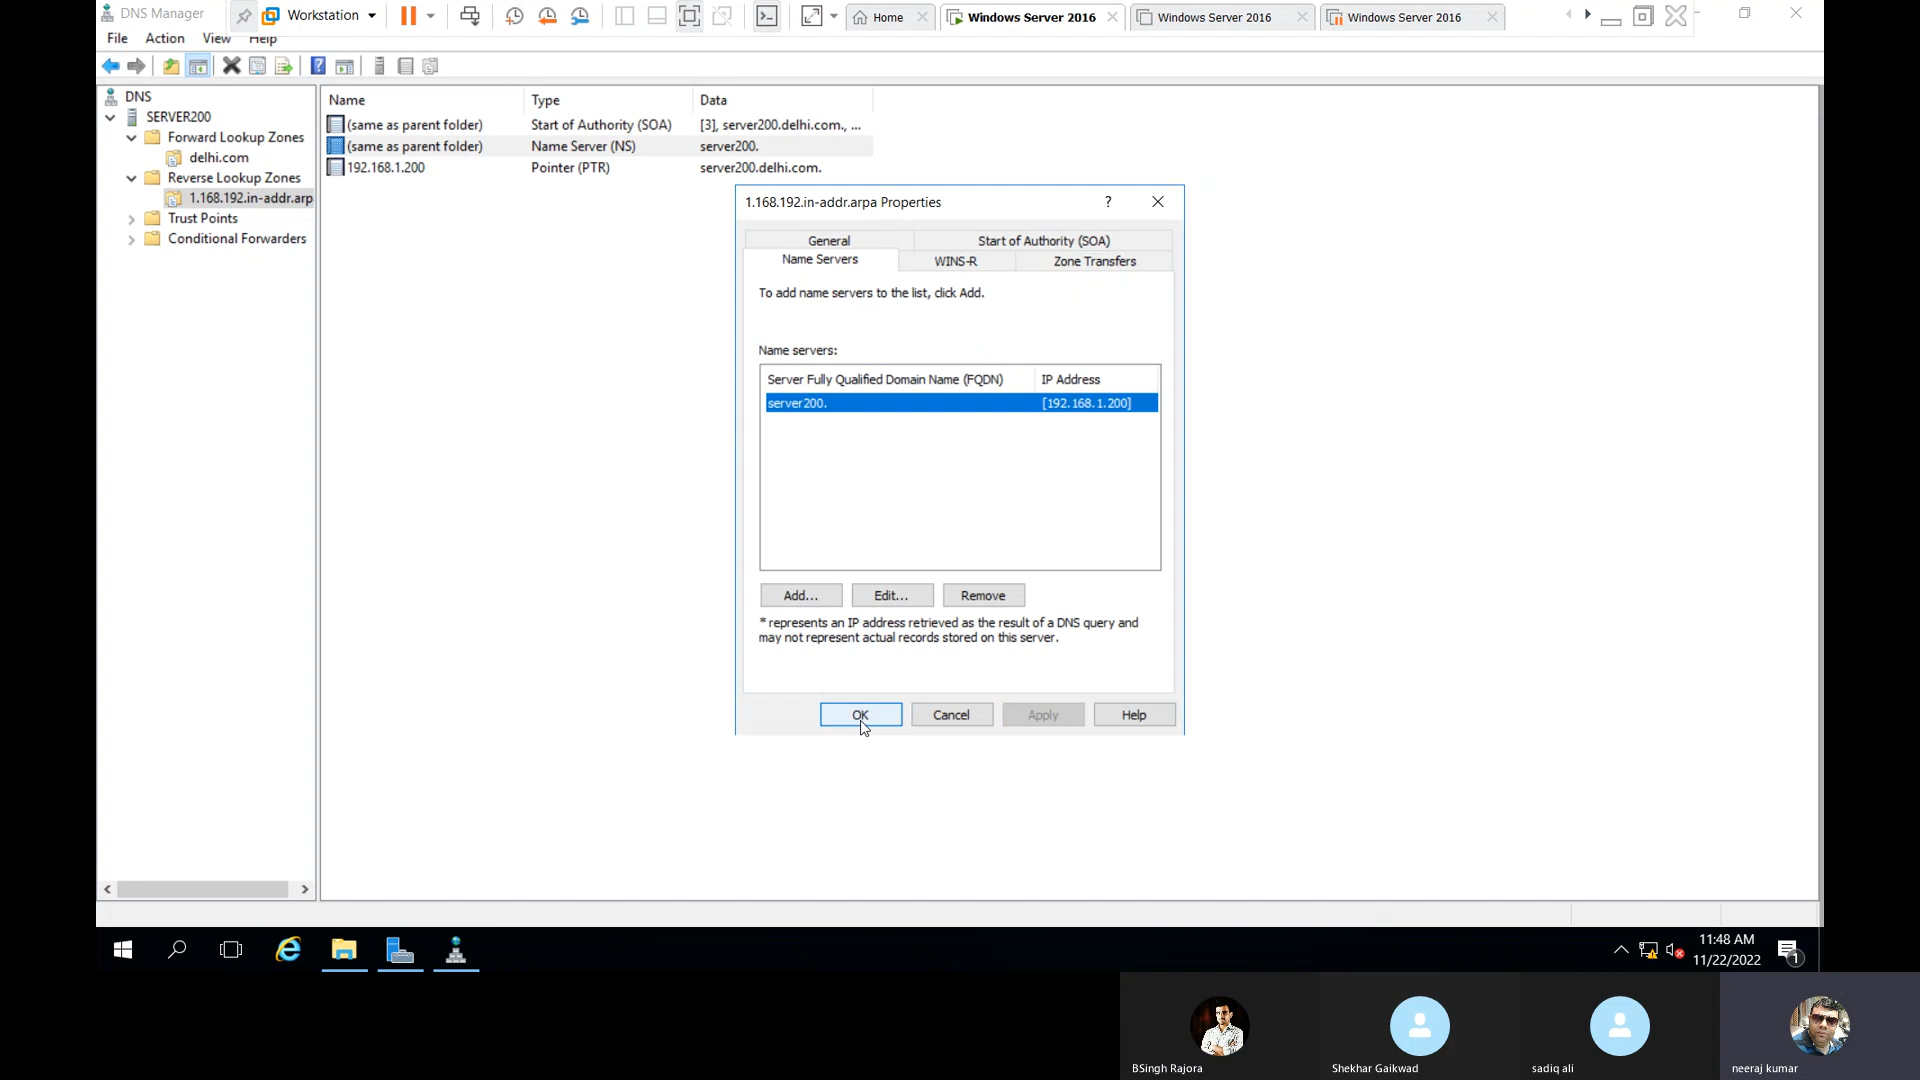 DNS Manager
Workstation
Home
Windows Server 2016
Windows Server 2016
Windows Server 2016
File Action View Help
DNS
SERVER200
Forward Lookup Zones
delhi.com
Reverse Lookup Zones
1.168.192.in-addr.arp
Trust Points
Conditional Forwarders
Name Type Data
(same as parent folder) Start of Authority (SOA) [3], server200.delhi.com., ...
(same as parent folder) Name Server (NS) server200.
192.168.1.200 Pointer (PTR) server200.delhi.com.
1.168.192.in-addr.arpa Properties
General Start of Authority (SOA)
Name Servers WINS-R Zone Transfers
To add name servers to the list, click Add.
Name servers:
Server Fully Qualified Domain Name (FQDN) IP Address
server200. [192.168.1.200]
Add... Edit... Remove
* represents an IP address retrieved as the result of a DNS query and
may not represent actual records stored on this server.
OK Cancel Apply Help
11:48 AM
11/22/2022
1
BSingh Rajora Shekhar Gaikwad sadiq ali neeraj kumar